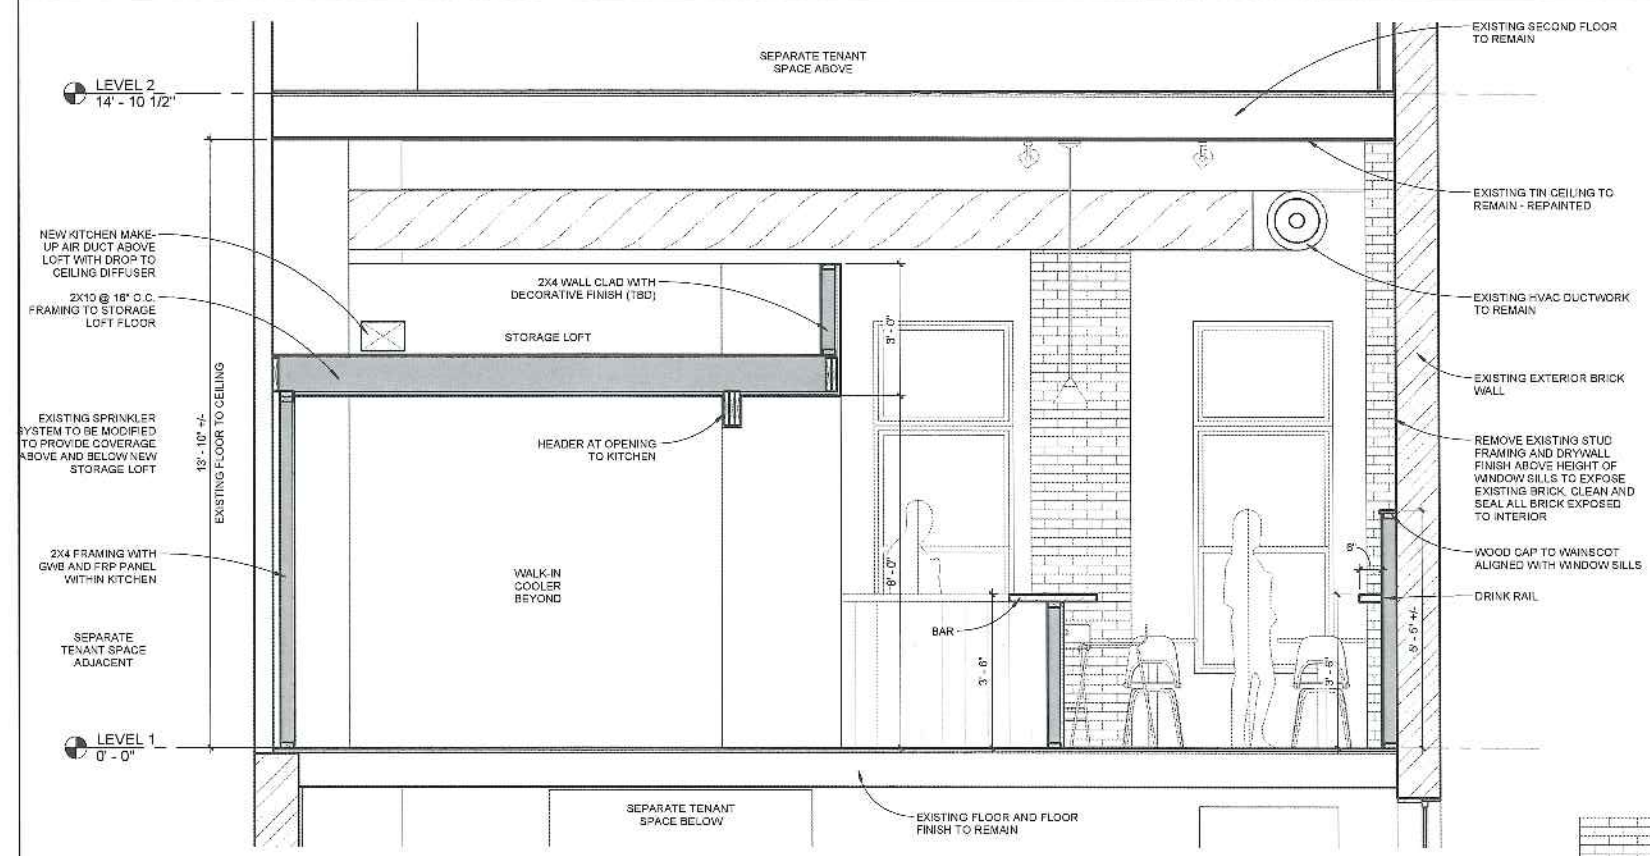 EXISTING SECOND FLOOR
TO REMAIN
SEPARATE TENANT
SPACE ABOVE
LEVEL 2
14' - 10 1/2"
EXISTING TIN CEILING TO
REMAIN - REPAINTED
NEW KITCHEN MAKE-
UP AIR DUCT ABOVE
LOFT WITH DROP TO
CEILING DIFFUSER
2X4 WALL CLAD WITH
DECORATIVE FINISH (TBD)
2X10 @ 16" O.C.
FRAMING TO STORAGE
LOFT FLOOR
EXISTING HVAC DUCTWORK
TO REMAIN
STORAGE LOFT
3' - 0"
EXISTING EXTERIOR BRICK
WALL
13' - 10" +/-
EXISTING FLOOR TO CEILING
EXISTING SPRINKLER
SYSTEM TO BE MODIFIED
TO PROVIDE COVERAGE
ABOVE AND BELOW NEW
STORAGE LOFT
HEADER AT OPENING
TO KITCHEN
REMOVE EXISTING STUD
FRAMING AND DRYWALL
FINISH ABOVE HEIGHT OF
WINDOW SILLS TO EXPOSE
EXISTING BRICK, CLEAN AND
SEAL ALL BRICK EXPOSED
TO INTERIOR
2X4 FRAMING WITH
GWB AND FRP PANEL
WITHIN KITCHEN
WALK-IN
COOLER
BEYOND
8' - 0"
8"
WOOD CAP TO WAINSCOT
ALIGNED WITH WINDOW SILLS
DRINK RAIL
BAR
3' - 6"
3' - 6"
5' - 6" +/-
SEPARATE
TENANT SPACE
ADJACENT
LEVEL 1
0' - 0"
SEPARATE TENANT
SPACE BELOW
EXISTING FLOOR AND FLOOR
FINISH TO REMAIN